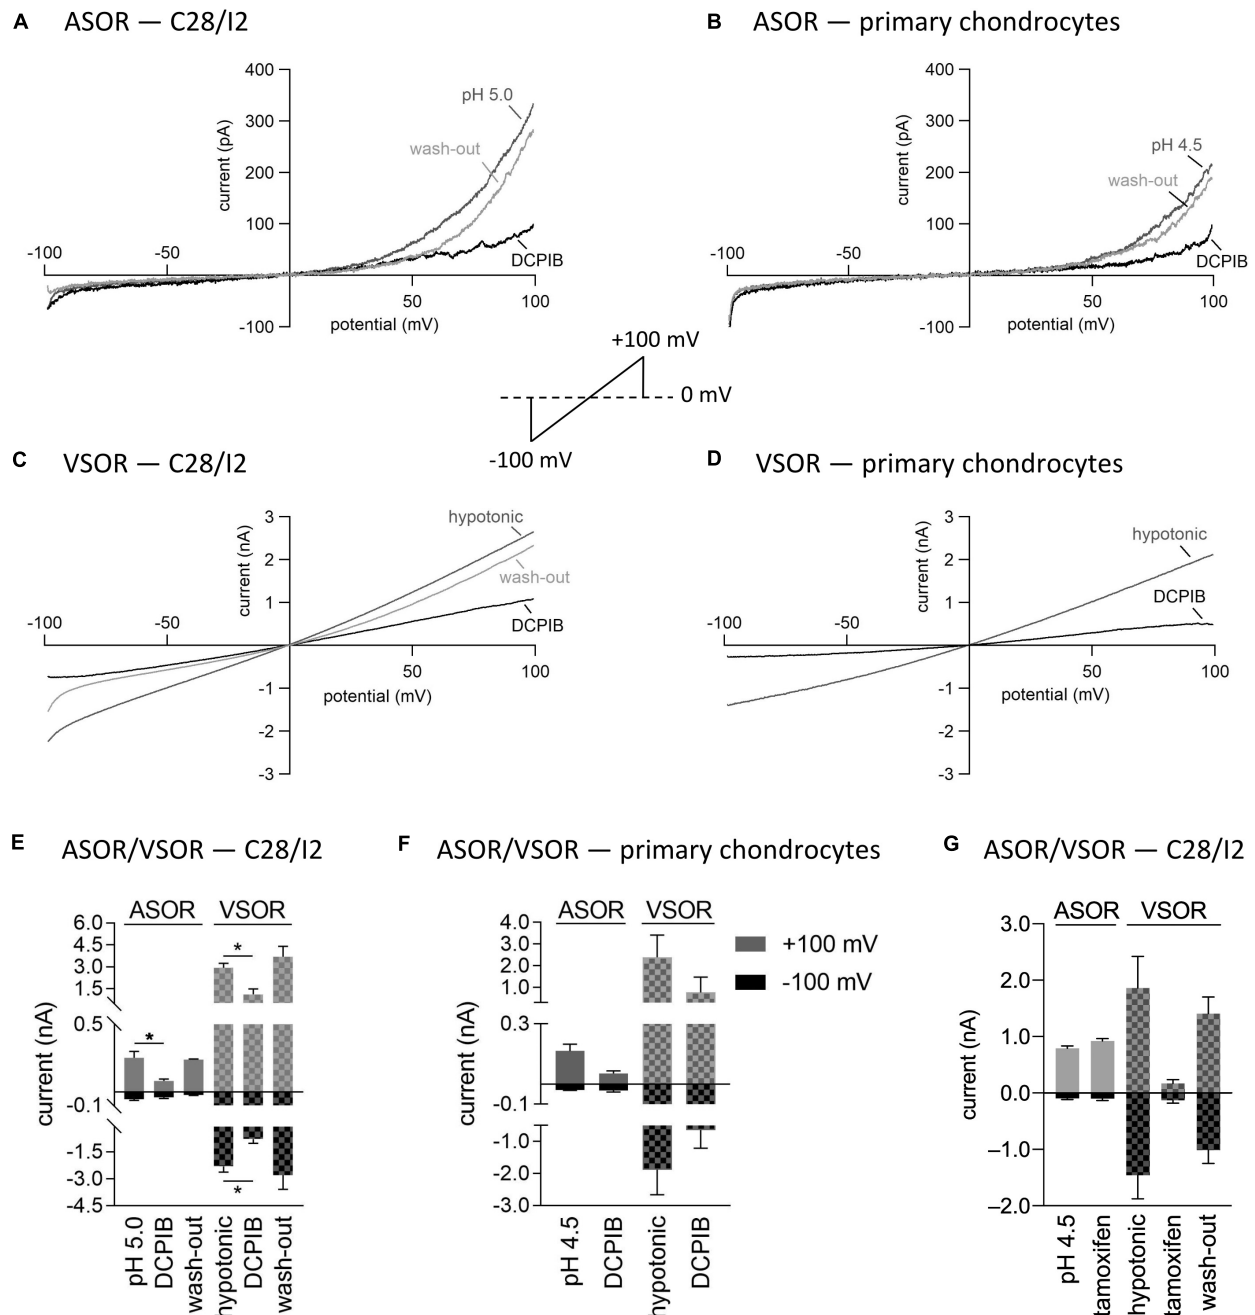 A ASOR — C28/I2
B ASOR — primary chondrocytes
400
300
200
100
-100
current (pA)
pH 5.0
wash-out
DCPIB
-100
-50
50
100
potential (mV)
400
300
200
100
-100
current (pA)
pH 4.5
wash-out
DCPIB
-100
-50
50
100
potential (mV)
+100 mV
0 mV
-100 mV
C VSOR — C28/I2
D VSOR — primary chondrocytes
3
2
1
-1
-2
-3
current (nA)
hypotonic
wash-out
DCPIB
-100
-50
50
100
potential (mV)
3
2
1
-1
-2
-3
current (nA)
hypotonic
DCPIB
-100
-50
50
100
potential (mV)
E ASOR/VSOR — C28/I2
F ASOR/VSOR — primary chondrocytes
G ASOR/VSOR — C28/I2
ASOR VSOR
6.0
4.5
3.0
1.5
0.5
-0.1
-1.5
-3.0
-4.5
current (nA)
*
*
*
pH 5.0
DCPIB
wash-out
hypotonic
DCPIB
wash-out
ASOR VSOR
4.0
3.0
2.0
1.0
0.3
-0.1
-1.0
-2.0
-3.0
current (nA)
pH 4.5
DCPIB
hypotonic
DCPIB
+100 mV
-100 mV
ASOR VSOR
3.0
2.0
1.0
0.0
–1.0
–2.0
current (nA)
pH 4.5
tamoxifen
hypotonic
tamoxifen
wash-out